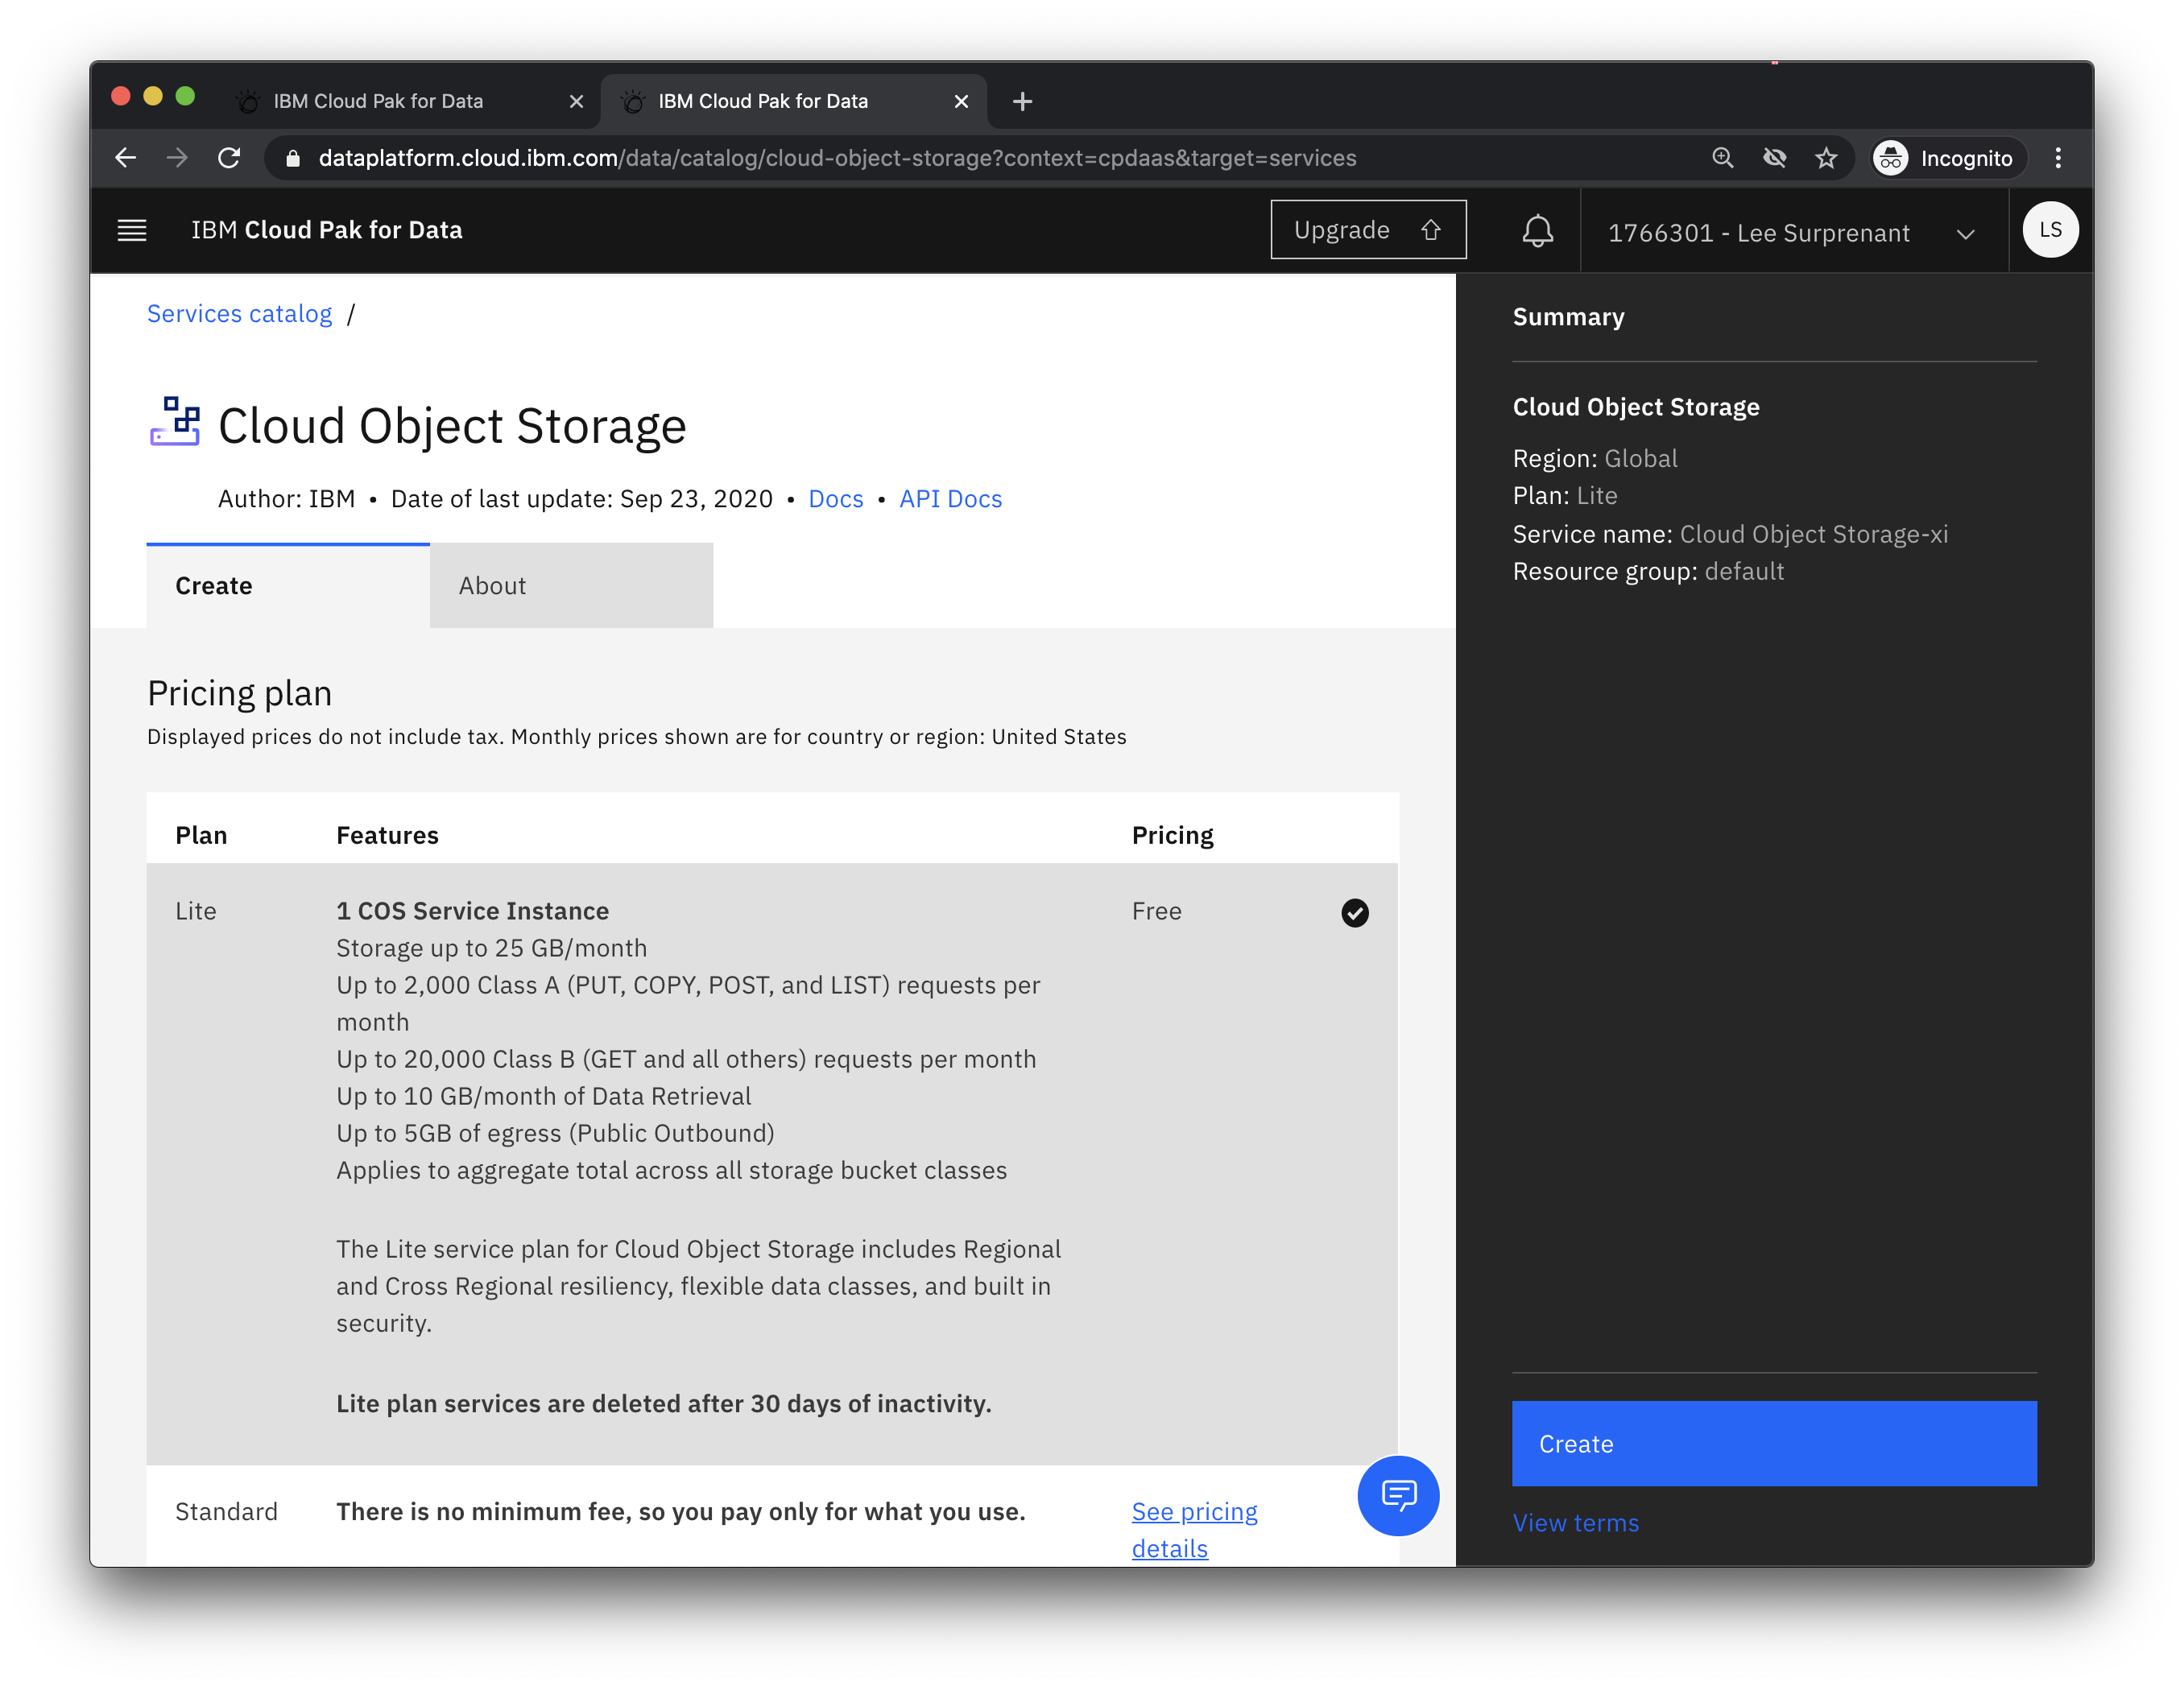 IBM Cloud Pak for Data
IBM Cloud Pak for Data
dataplatform.cloud.ibm.com/data/catalog/cloud-object-storage?context=cpdaas&target=services
Incognito
IBM Cloud Pak for Data
Upgrade
1766301 - Lee Surprenant
LS
Services catalog /
Cloud Object Storage
Author: IBM • Date of last update: Sep 23, 2020 • Docs • API Docs
Create
About
Pricing plan
Displayed prices do not include tax. Monthly prices shown are for country or region: United States
Plan
Features
Pricing
Lite
1 COS Service Instance
Free
Storage up to 25 GB/month
Up to 2,000 Class A (PUT, COPY, POST, and LIST) requests per
month
Up to 20,000 Class B (GET and all others) requests per month
Up to 10 GB/month of Data Retrieval
Up to 5GB of egress (Public Outbound)
Applies to aggregate total across all storage bucket classes
The Lite service plan for Cloud Object Storage includes Regional
and Cross Regional resiliency, flexible data classes, and built in
security.
Lite plan services are deleted after 30 days of inactivity.
Standard
There is no minimum fee, so you pay only for what you use.
See pricing
details
Summary
Cloud Object Storage
Region: Global
Plan: Lite
Service name: Cloud Object Storage-xi
Resource group: default
Create
View terms